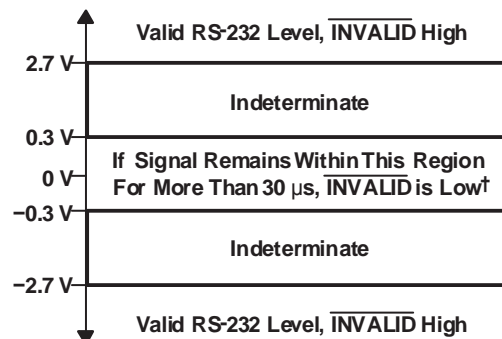 Valid RS-232 Level, INVALID High
2.7 V
Indeterminate
0.3 V
If Signal Remains Within This Region
0 V
For More Than 30 μs, INVALID is Low†
−0.3 V
Indeterminate
−2.7 V
Valid RS-232 Level, INVALID High